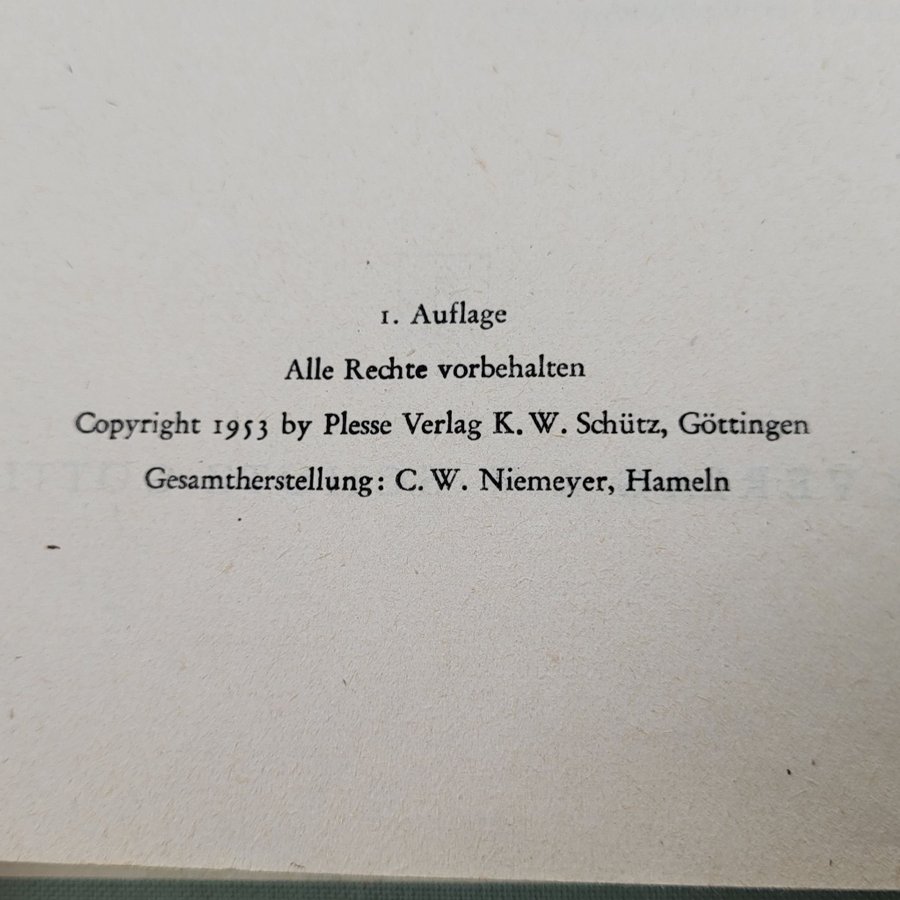 1. Auflage
Alle Rechte vorbehalten
Copyright 1953 by Plesse Verlag K. W. Schütz, Göttingen
Gesamtherstellung: C. W. Niemeyer, Hameln